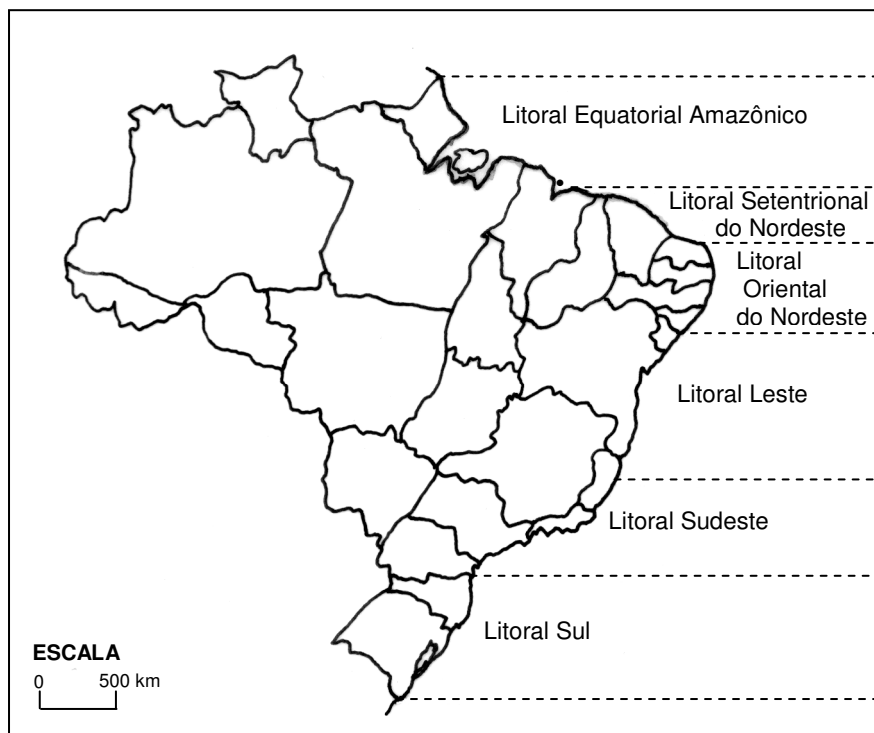 Litoral Equatorial Amazônico
Litoral Setentrional
do Nordeste
Litoral
Oriental
do Nordeste
Litoral Leste
Litoral Sudeste
Litoral Sul
ESCALA
0 500 km